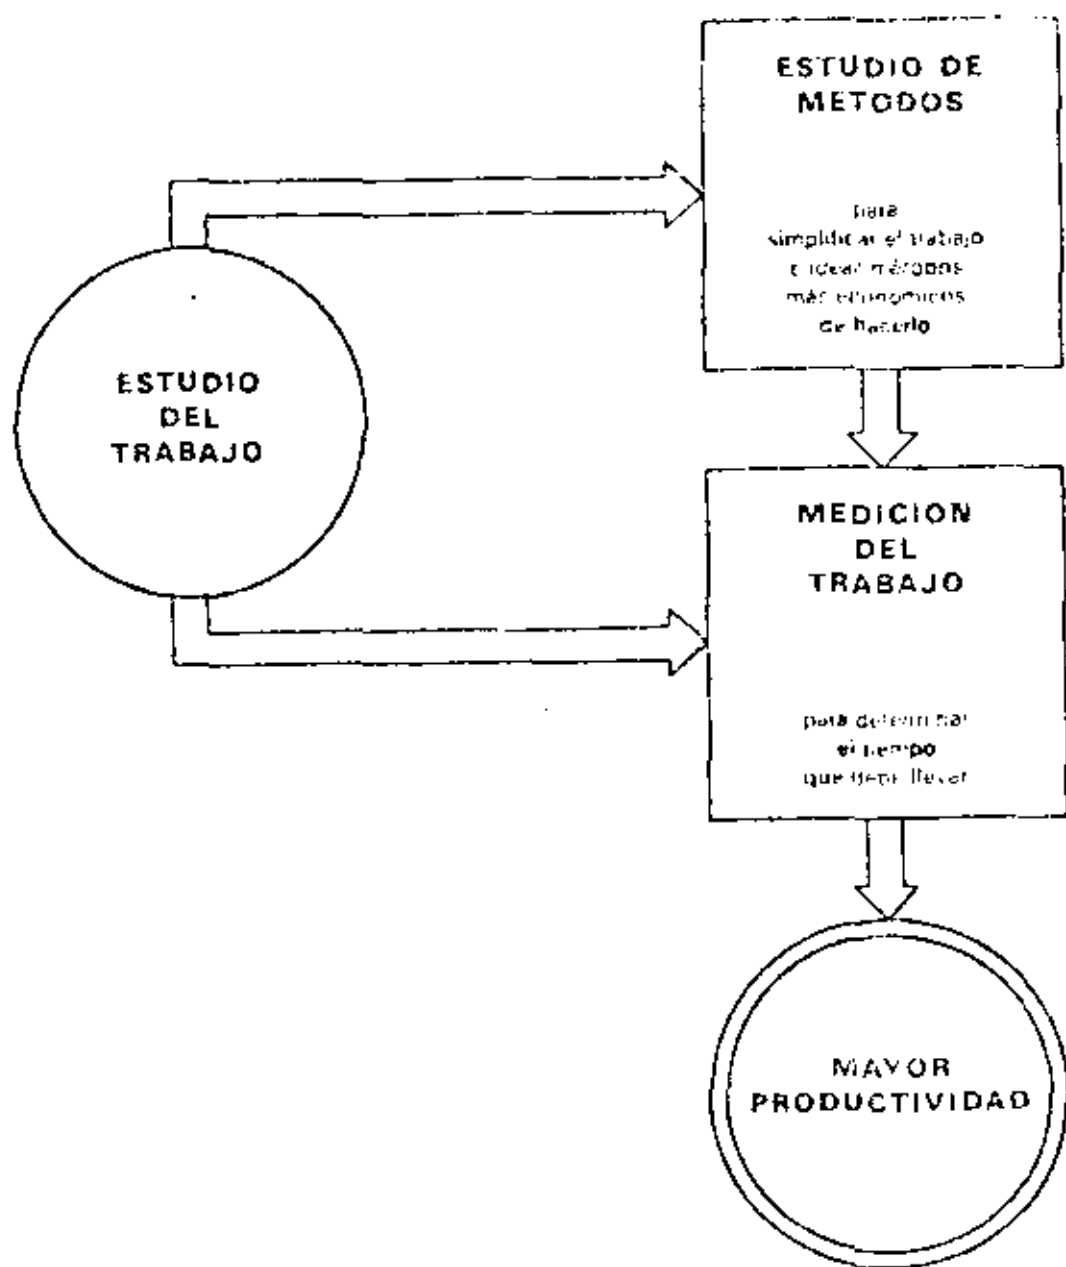 ESTUDIO DE
METODOS
para
simplificar el trabajo
e idear métodos
más económicos
de hacerlo
ESTUDIO
DEL
TRABAJO
MEDICION
DEL
TRABAJO
para determinar
el tiempo
que debe llevar
MAYOR
PRODUCTIVIDAD